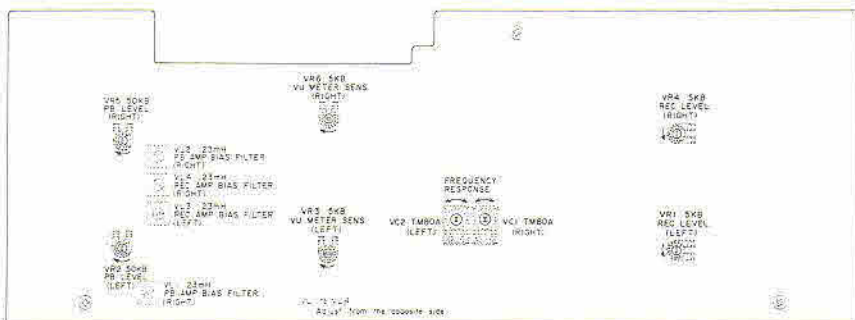 VR5 50KB
PB LEVEL
(RIGHT)
VR6 5KB
VU METER SENS
(RIGHT)
VR4 5KB
REC LEVEL
(RIGHT)
VL2 23mH
PB AMP BIAS FILTER
(RIGHT)
VL4 23mH
REC AMP BIAS FILTER
(RIGHT)
VL3 23mH
REC AMP BIAS FILTER
(LEFT)
FREQUENCY
RESPONSE
VR3 5KB
VU METER SENS
(LEFT)
VC2 TMBOA
(LEFT)
VC1 TMBOA
(RIGHT)
VR1 5KB
REC LEVEL
(LEFT)
VR2 50KB
PB LEVEL
(LEFT)
23mH
PB AMP BIAS FILTER
(RIGHT)
Adjust from the opposite side